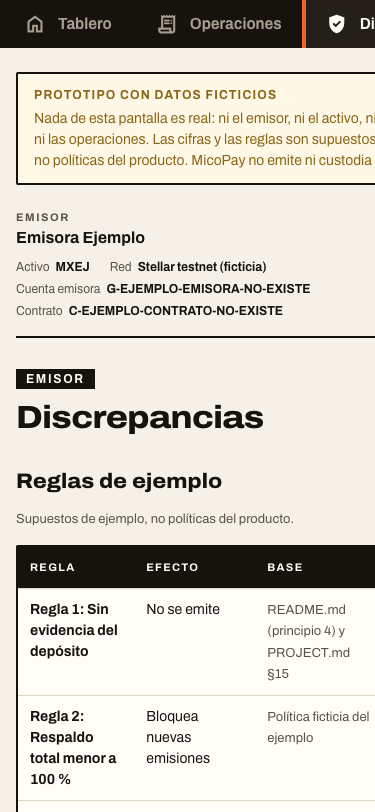 Tablero Operaciones Di
PROTOTIPO CON DATOS FICTICIOS
Nada de esta pantalla es real: ni el emisor, ni el activo, ni
ni las operaciones. Las cifras y las reglas son supuestos
no políticas del producto. MicoPay no emite ni custodia
EMISOR
Emisora Ejemplo
Activo MXEJ Red Stellar testnet (ficticia)
Cuenta emisora G-EJEMPLO-EMISORA-NO-EXISTE
Contrato C-EJEMPLO-CONTRATO-NO-EXISTE
EMISOR
Discrepancias
Reglas de ejemplo
Supuestos de ejemplo, no políticas del producto.
REGLA EFECTO BASE
Regla 1: Sin No se emite README.md
evidencia del (principio 4) y
depósito PROJECT.md
§15
Regla 2: Bloquea Política ficticia del
Respaldo nuevas ejemplo
total menor a emisiones
100 %